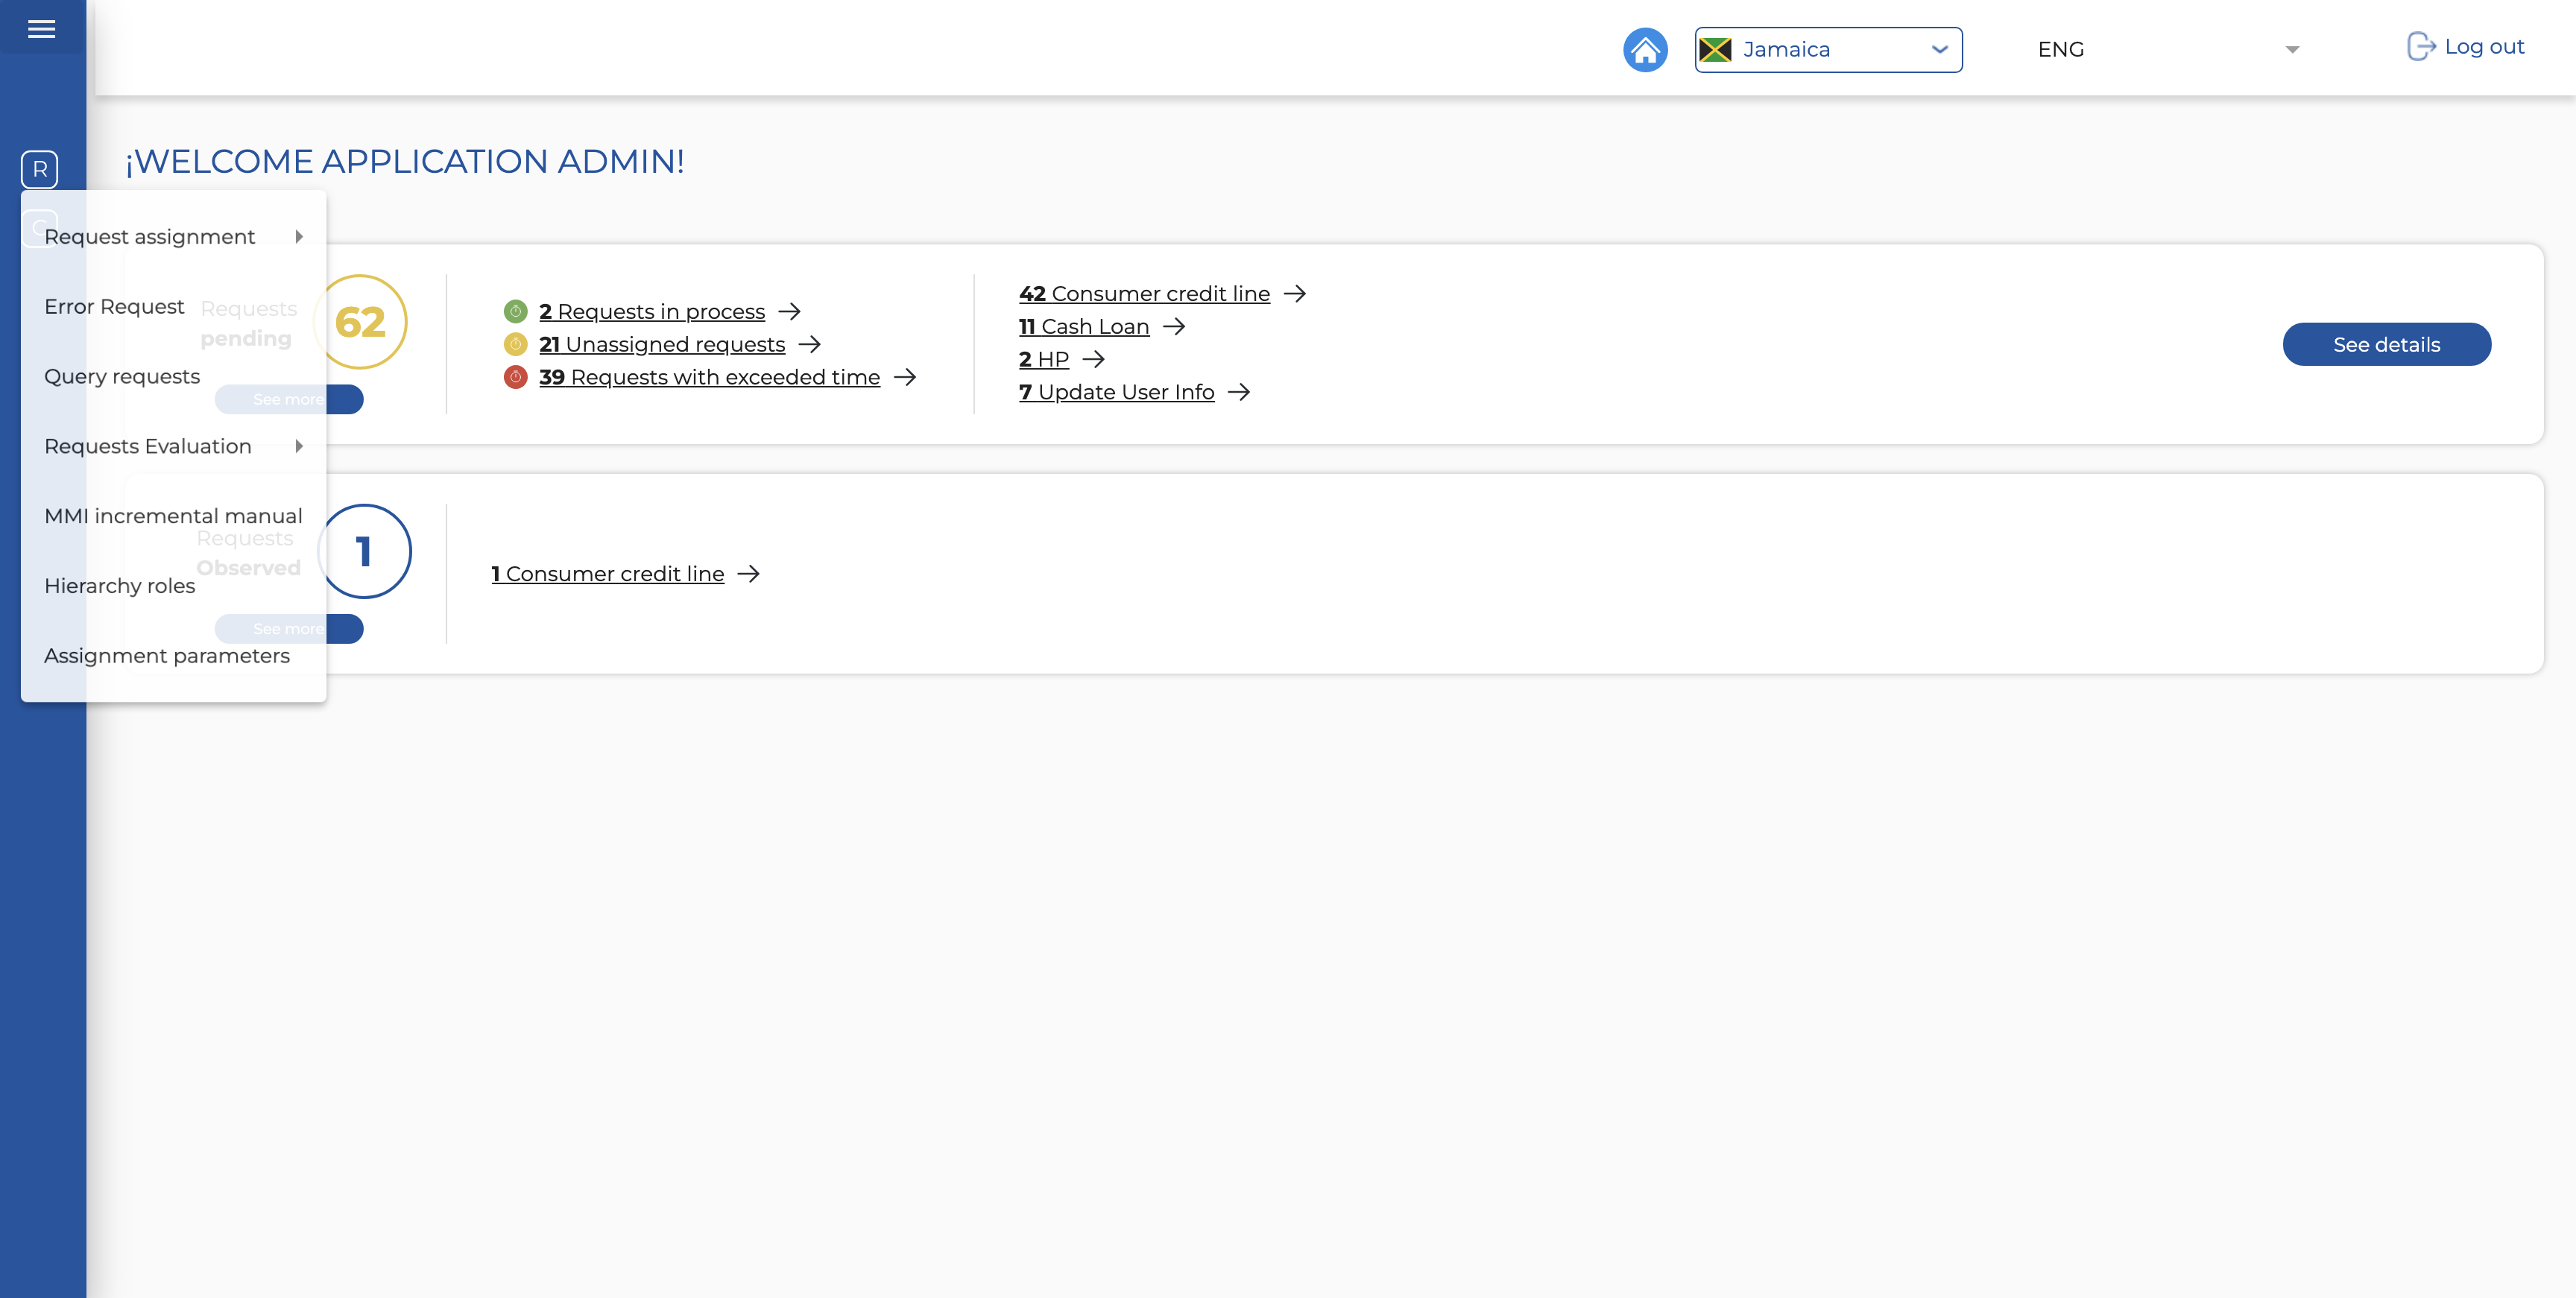 Jamaica
ENG
Log out
¡WELCOME APPLICATION ADMIN!
R
C
Request assignment
Error Request
Query requests
Requests Evaluation
MMI incremental manual
Hierarchy roles
Assignment parameters
Requests
pending
62
See more
2 Requests in process
21 Unassigned requests
39 Requests with exceeded time
42 Consumer credit line
11 Cash Loan
2 HP
7 Update User Info
See details
Requests
Observed
1
See more
1 Consumer credit line